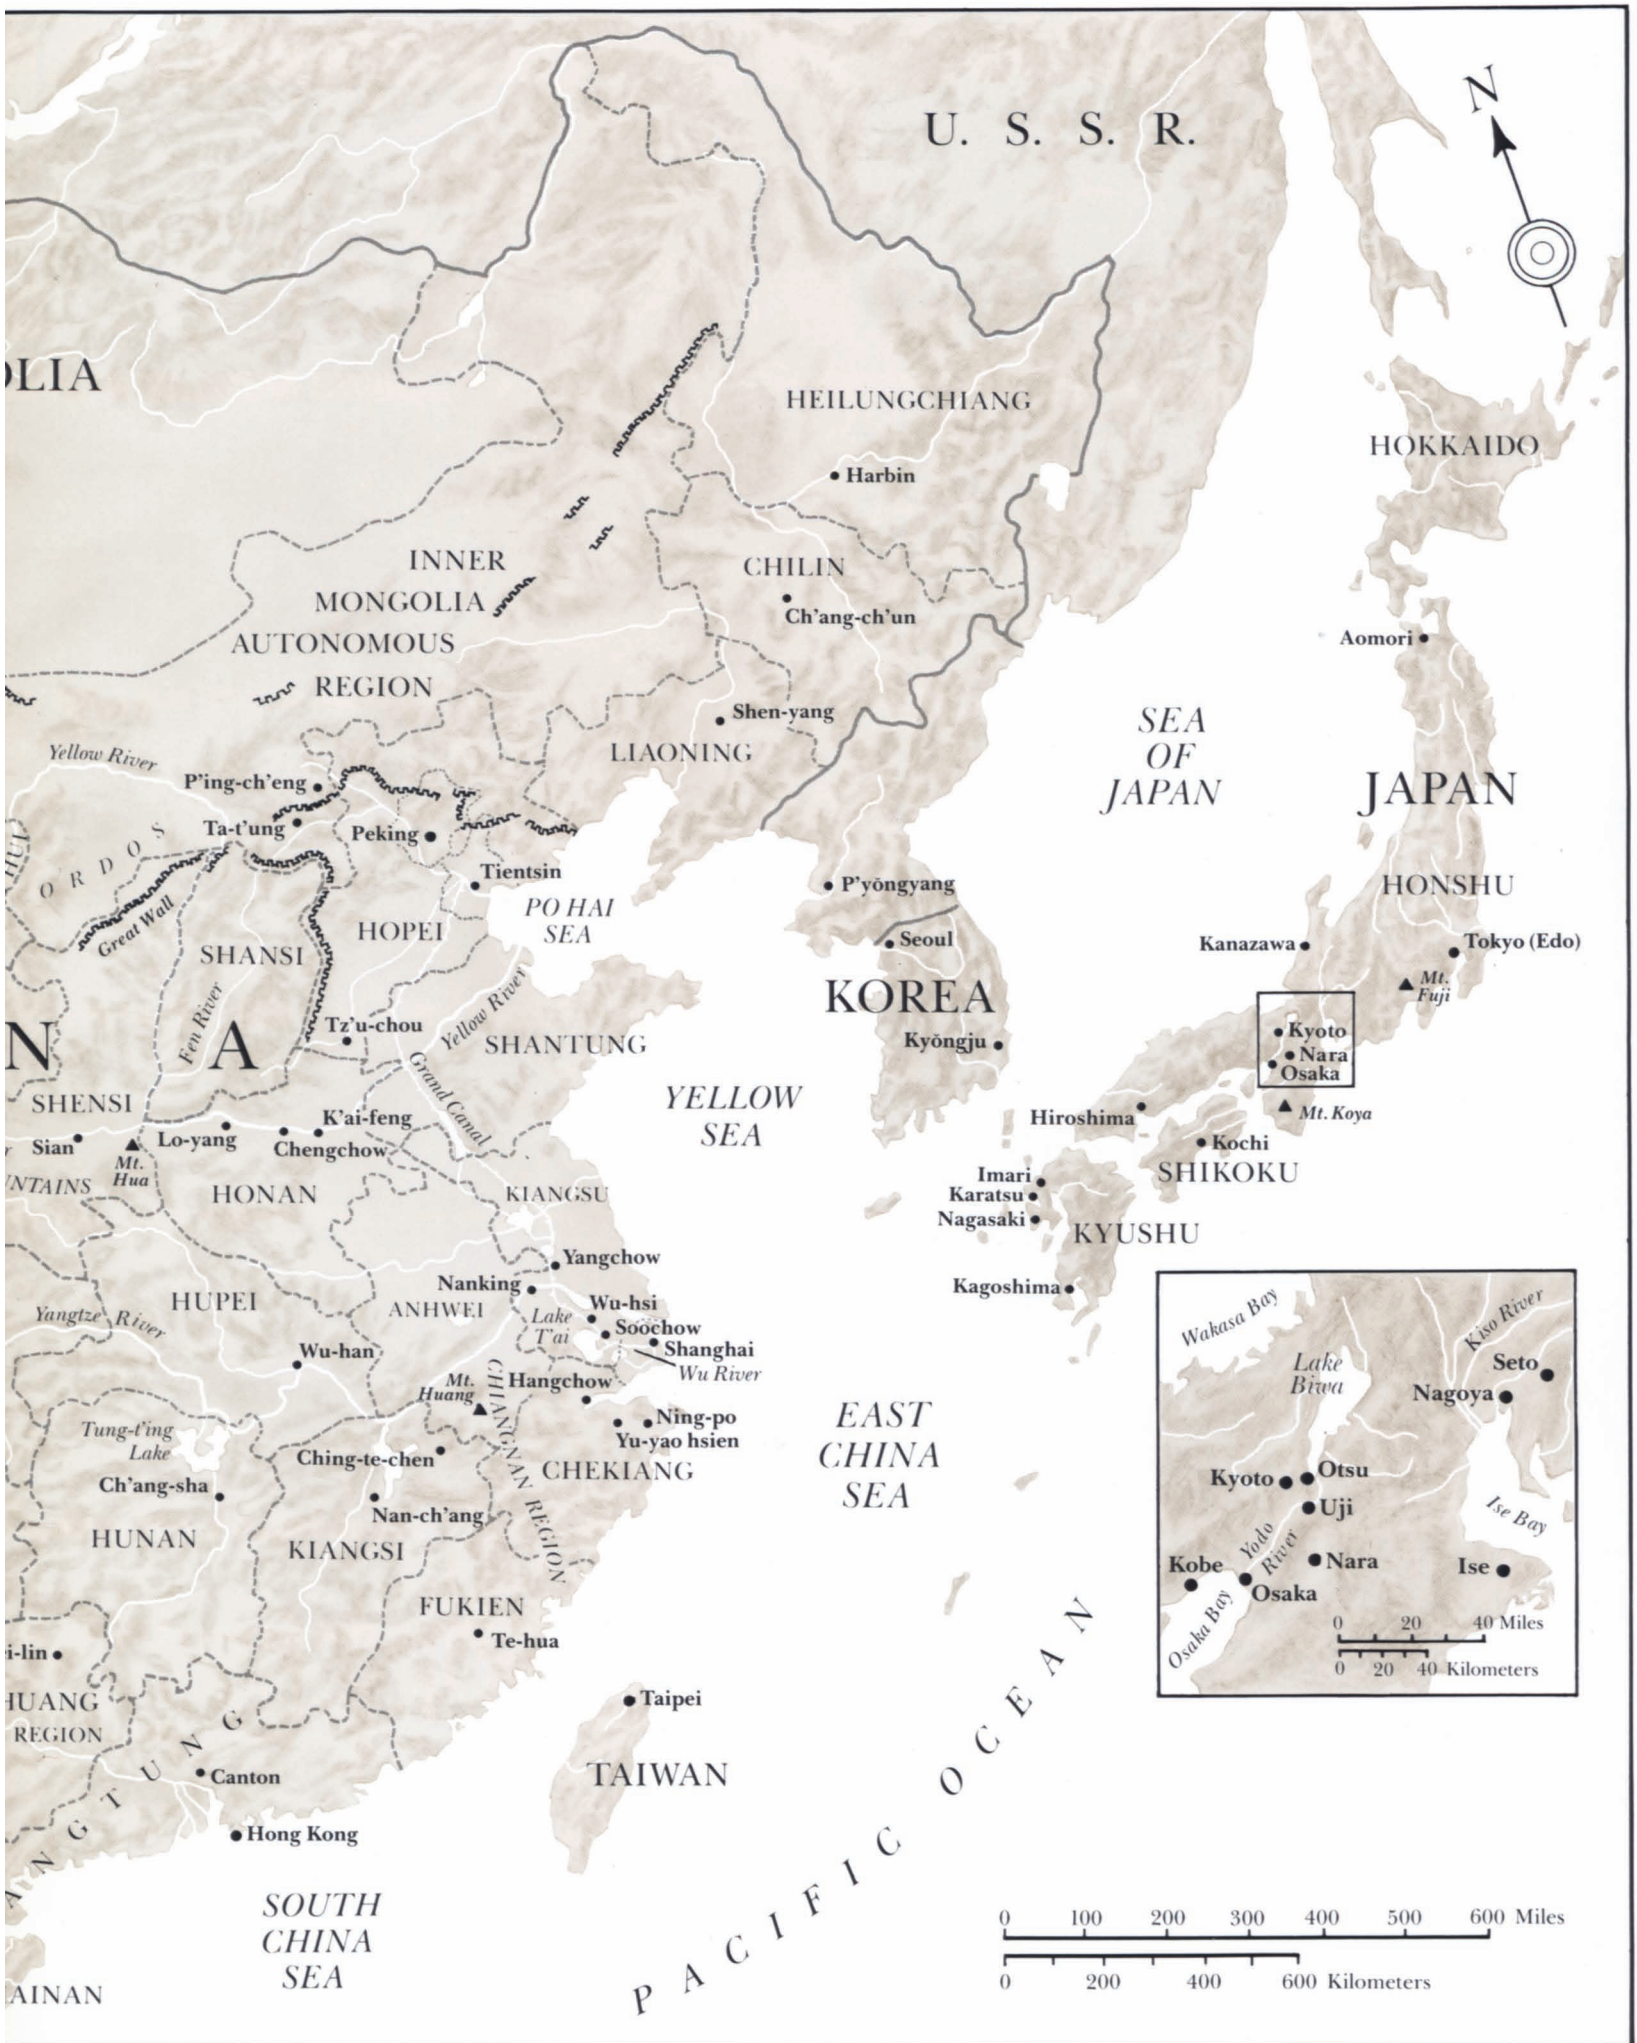 U. S. S. R.
N
OLIA
HEILUNGCHIANG
HOKKAIDO
Harbin
INNER
MONGOLIA
AUTONOMOUS
REGION
CHILIN
Ch'ang-ch'un
Aomori
Shen-yang
LIAONING
SEA
OF
JAPAN
JAPAN
Yellow River
P'ing-ch'eng
Ta-t'ung
Peking
ORDOS
Great Wall
Tientsin
PO HAI
SEA
P'yŏngyang
HONSHU
HOPEI
SHANSI
Seoul
Kanazawa
Tokyo (Edo)
Mt.
Fuji
KOREA
Fen River
Yellow River
Tz'u-chou
N A
SHANTUNG
Kyŏngju
Kyoto
Nara
Osaka
Grand Canal
YELLOW
SEA
SHENSI
K'ai-feng
Hiroshima
Mt. Koya
Sian
Lo-yang
Chengchow
Kochi
Mt.
Hua
SHIKOKU
NTAINS
HONAN
KIANGSU
Imari
Karatsu
Nagasaki
KYUSHU
Yangchow
Nanking
Kagoshima
HUPEI
ANHWEI
Lake
T'ai
Wu-hsi
Soochow
Shanghai
Wu River
Yangtze River
Wu-han
Mt.
Huang
Hangchow
CHIANGNAN REGION
Ning-po
Yu-yao hsien
EAST
CHINA
SEA
Tung-t'ing
Lake
Ching-te-chen
CHEKIANG
Ch'ang-sha
Nan-ch'ang
HUNAN
KIANGSI
FUKIEN
Te-hua
ei-lin
HUANG
REGION
Taipei
TAIWAN
ANGTUNG
Canton
Hong Kong
SOUTH
CHINA
SEA
AINAN
PACIFIC OCEAN
Wakasa Bay
Kiso River
Lake
Biwa
Seto
Nagoya
Kyoto
Otsu
Uji
Ise Bay
Yodo
River
Nara
Kobe
Ise
Osaka
Osaka Bay
0 20 40 Miles
0 20 40 Kilometers
0 100 200 300 400 500 600 Miles
0 200 400 600 Kilometers